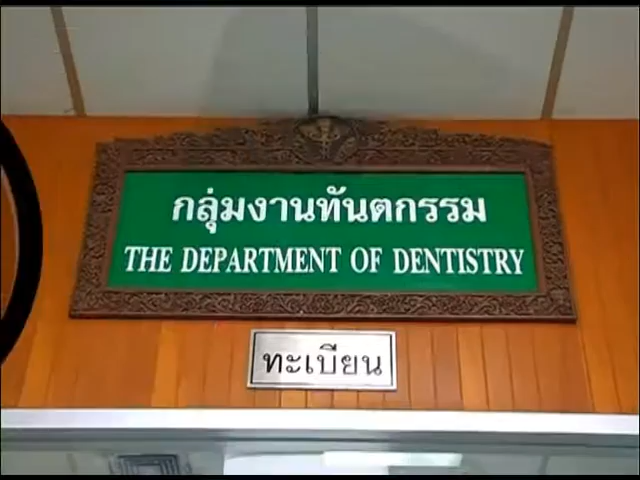 กลุ่มงานทันตกรรม
THE DEPARTMENT OF DENTISTRY
ทะเบียน